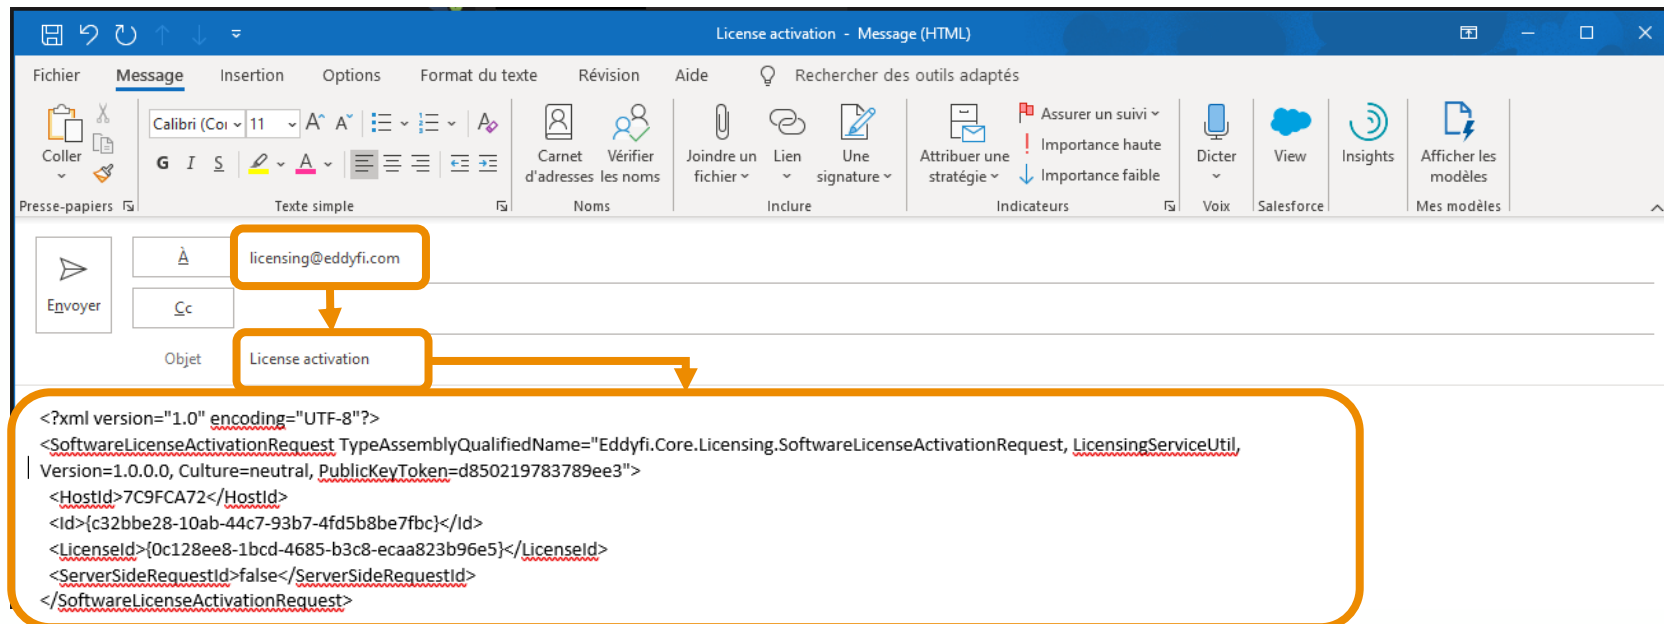 License activation - Message (HTML)
Fichier Message Insertion Options Format du texte Révision Aide Rechercher des outils adaptés
Calibri (Coi 11 A^ A˅
Assurer un suivi
Importance haute
Importance faible
G I S A
Coller
Carnet d'adresses
Vérifier les noms
Joindre un fichier
Lien
Une signature
Attribuer une stratégie
Dicter
View
Insights
Afficher les modèles
Presse-papiers Texte simple Noms Inclure Indicateurs Voix Salesforce Mes modèles
Envoyer
À licensing@eddyfi.com
Cc
Objet License activation
<?xml version="1.0" encoding="UTF-8"?>
<SoftwareLicenseActivationRequest TypeAssemblyQualifiedName="Eddyfi.Core.Licensing.SoftwareLicenseActivationRequest, LicensingServiceUtil,
Version=1.0.0.0, Culture=neutral, PublicKeyToken=d850219783789ee3">
<HostId>7C9FCA72</HostId>
<Id>{c32bbe28-10ab-44c7-93b7-4fd5b8be7fbc}</Id>
<LicenseId>{0c128ee8-1bcd-4685-b3c8-ecaa823b96e5}</LicenseId>
<ServerSideRequestId>false</ServerSideRequestId>
</SoftwareLicenseActivationRequest>